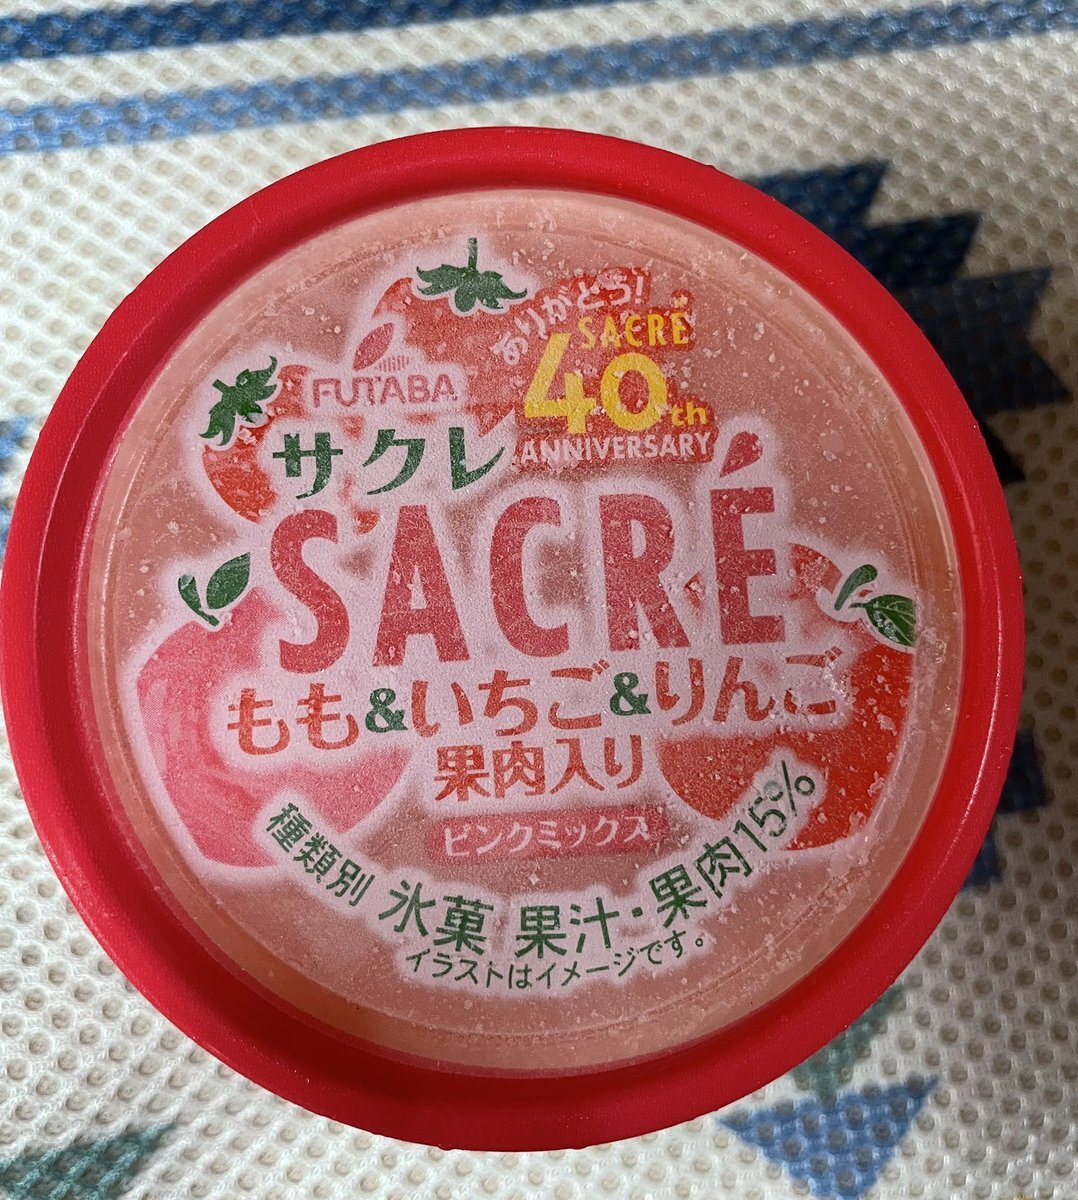 ありがとう!
SACRÉ
40th
ANNIVERSARY
FUTABA
サクレ
SACRÉ
もも&いちご&りんご
果肉入り
ピンクミックス
種類別 氷菓 果汁・果肉15%
イラストはイメージです。